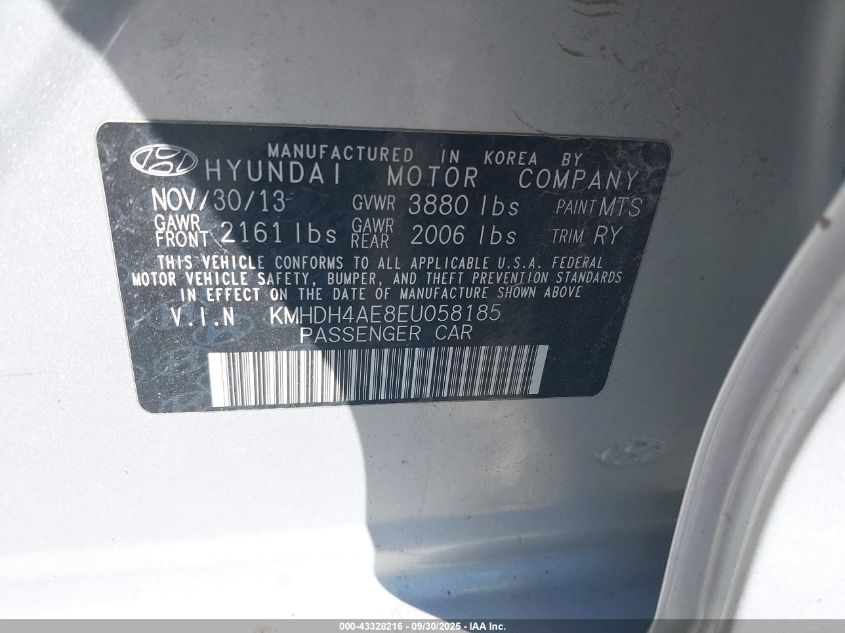 MANUFACTURED IN KOREA BY
HYUNDAI MOTOR COMPANY
NOV/30/13 GVWR 3880 lbs PAINT MTS
GAWR FRONT 2161 lbs GAWR REAR 2006 lbs TRIM RY
THIS VEHICLE CONFORMS TO ALL APPLICABLE U.S.A. FEDERAL
MOTOR VEHICLE SAFETY, BUMPER, AND THEFT PREVENTION STANDARDS
IN EFFECT ON THE DATE OF MANUFACTURE SHOWN ABOVE
V.I.N KMHDH4AE8EU058185
PASSENGER CAR
000-43328216 - 09/30/2025 - IAA Inc.